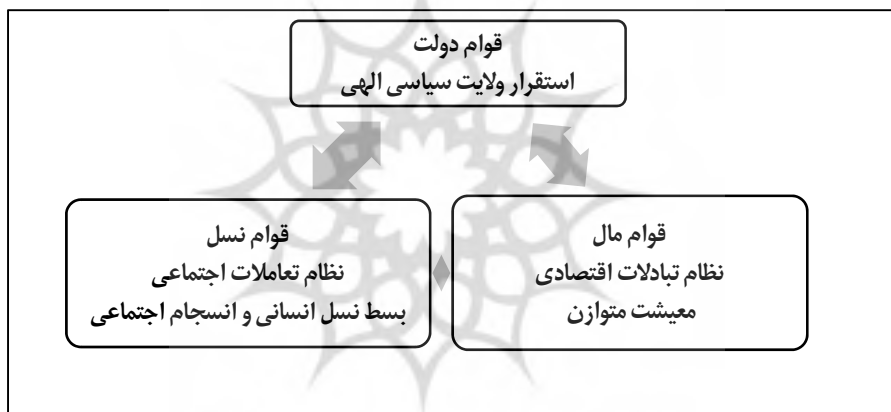 قوام دولت
استقرار ولایت سیاسی الهی
قوام مال
نظام تبادلات اقتصادی
معیشت متوازن
قوام نسل
نظام تعاملات اجتماعی
بسط نسل انسانی و انسجام اجتماعی